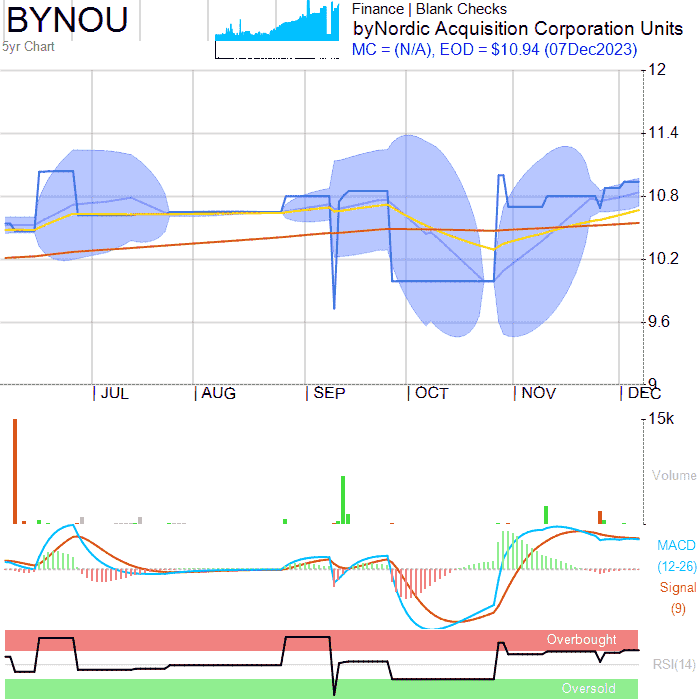 BYNOU
5yr Chart
Finance | Blank Checks
byNordic Acquisition Corporation Units
MC = (N/A), EOD = $10.94 (07Dec2023)
12
11.4
10.8
10.2
9.6
9
JUL AUG SEP OCT NOV DEC
15k
Volume
MACD
(12-26)
Signal
(9)
Overbought
RSI(14)
Oversold